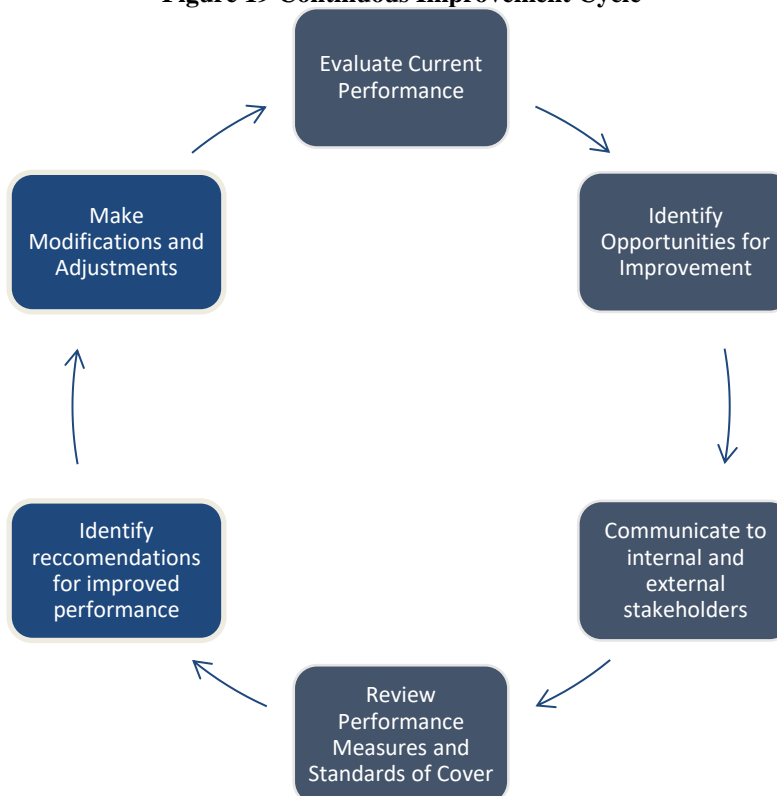 Figure 19 Continuous Improvement Cycle
Evaluate Current
Performance
Identify
Opportunities for
Improvement
Communicate to
internal and
external
stakeholders
Review
Performance
Measures and
Standards of Cover
Identify
reccomendations
for improved
performance
Make
Modifications and
Adjustments